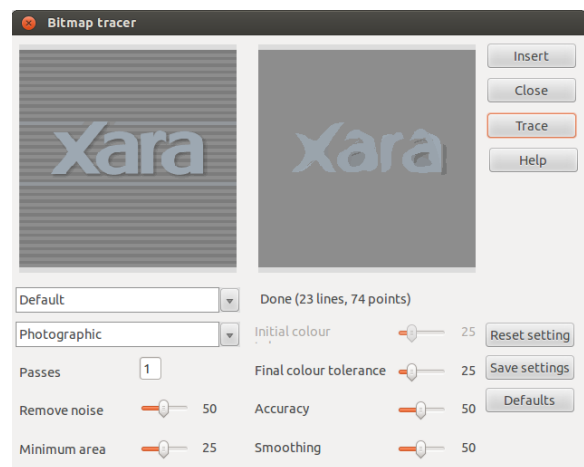 Bitmap tracer
Insert
Close
Trace
Help
xara
xara
Default
Done (23 lines, 74 points)
Photographic
Initial colour
25
Reset setting
Passes
1
Final colour tolerance
25
Save settings
Remove noise
50
Accuracy
50
Defaults
Minimum area
25
Smoothing
50